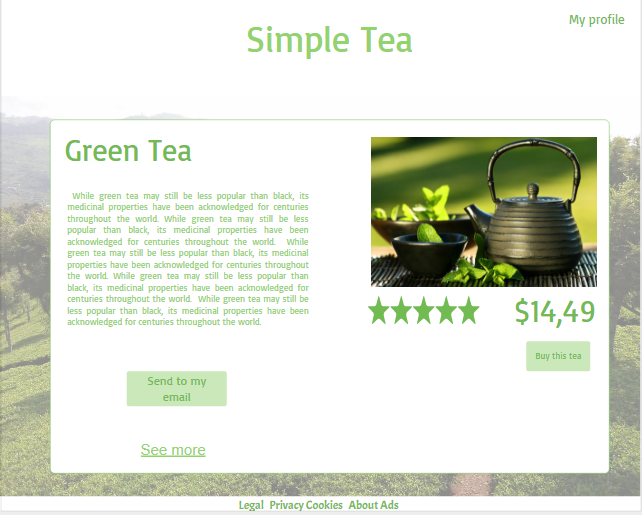 My profile
Simple Tea
Green Tea
While green tea may still be less popular than black, its
medicinal properties have been acknowledged for centuries
throughout the world. While green tea may still be less
popular than black, its medicinal properties have been
acknowledged for centuries throughout the world. While
green tea may still be less popular than black, its medicinal
properties have been acknowledged for centuries throughout
the world. While green tea may still be less popular than
black, its medicinal properties have been acknowledged for
centuries throughout the world. While green tea may still be
less popular than black, its medicinal properties have been
acknowledged for centuries throughout the world.
$14,49
Buy this tea
Send to my
email
See more
Legal Privacy Cookies About Ads